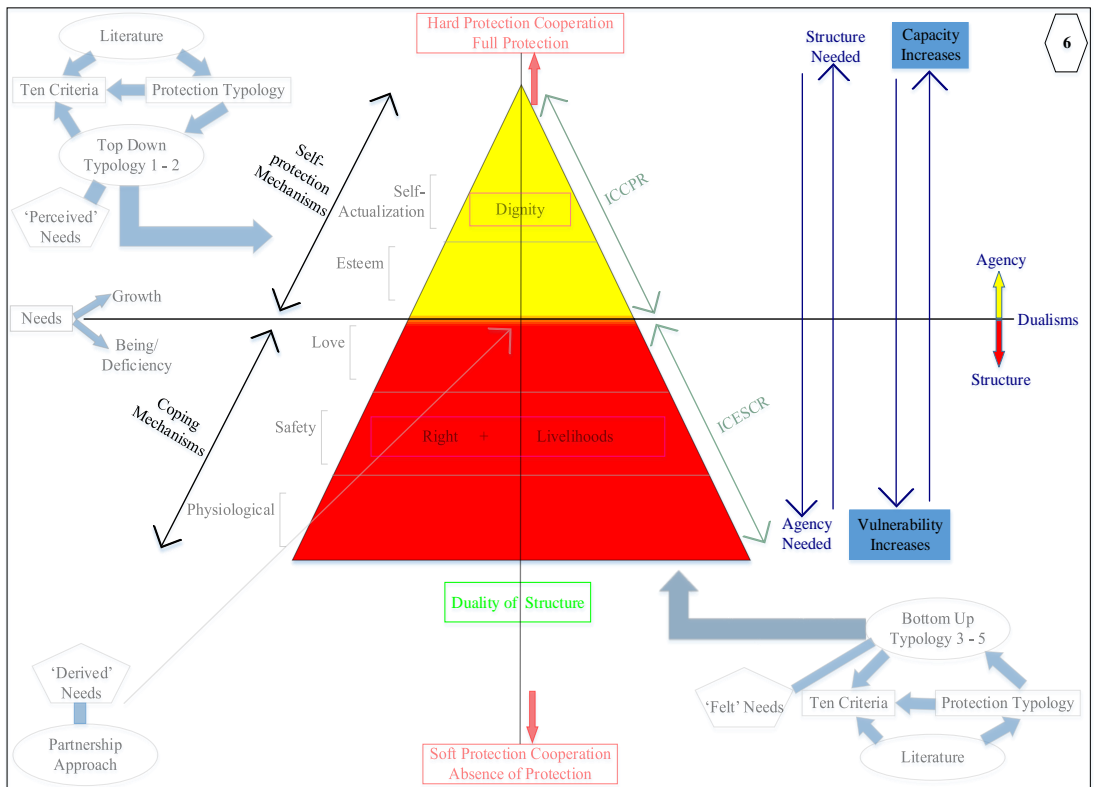 Hard Protection Cooperation
Full Protection
6
Literature
Ten Criteria
Protection Typology
Top Down
Typology 1 - 2
‘Perceived’
Needs
Self-
protection
Mechanisms
Structure
Needed
Capacity
Increases
Self-
Actualization
Dignity
ICCPR
Esteem
Agency
Needs
Growth
Being/
Deficiency
Dualisms
Structure
Love
Coping
Mechanisms
Safety
Right + Livelihoods
ICESCR
Physiological
Agency
Needed
Vulnerability
Increases
Duality of Structure
Bottom Up
Typology 3 - 5
‘Felt’ Needs
Ten Criteria
Protection Typology
Literature
‘Derived’
Needs
Partnership
Approach
Soft Protection Cooperation
Absence of Protection